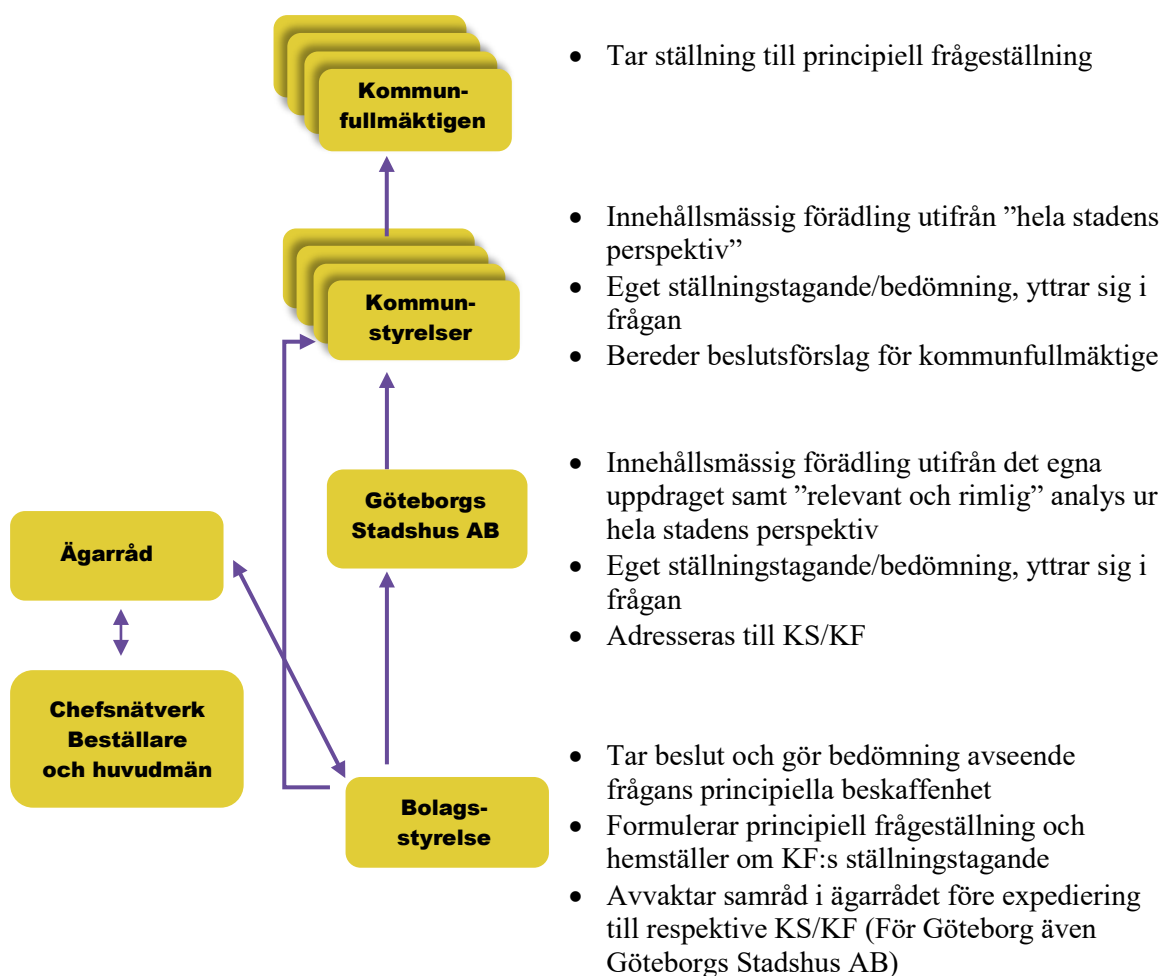 Kommun-
fullmäktigen
• Tar ställning till principiell frågeställning
Kommun-
styrelser
• Innehållsmässig förädling utifrån ”hela stadens
perspektiv”
• Eget ställningstagande/bedömning, yttrar sig i
frågan
• Bereder beslutsförslag för kommunfullmäktige
Göteborgs
Stadshus AB
• Innehållsmässig förädling utifrån det egna
uppdraget samt ”relevant och rimlig” analys ur
hela stadens perspektiv
• Eget ställningstagande/bedömning, yttrar sig i
frågan
• Adresseras till KS/KF
Ägarråd
Chefsnätverk
Beställare
och huvudmän
Bolags-
styrelse
• Tar beslut och gör bedömning avseende
frågans principiella beskaffenhet
• Formulerar principiell frågeställning och
hemställer om KF:s ställningstagande
• Avvaktar samråd i ägarrådet före expediering
till respektive KS/KF (För Göteborg även
Göteborgs Stadshus AB)